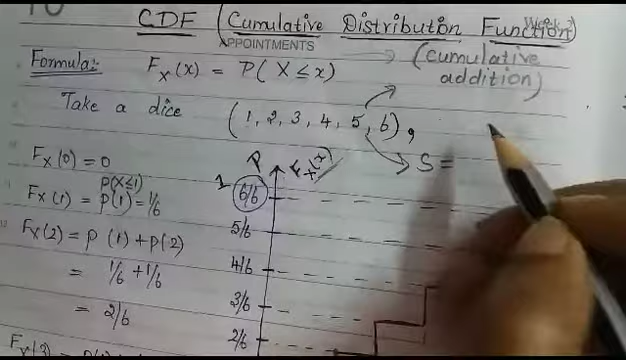 CDF (Cumulative Distribution Function)
APPOINTMENTS
(cumulative addition)
Formula: Fx(x) = P(X ≤ x)
Take a dice (1, 2, 3, 4, 5, 6),
S =
Fx(0) = 0
P(X≤1)
Fx(1) = P(1) = 1/6
Fx(2) = P(1) + P(2)
= 1/6 + 1/6
= 2/6
P Fx(x)
1 6/6
5/6
4/6
3/6
2/6